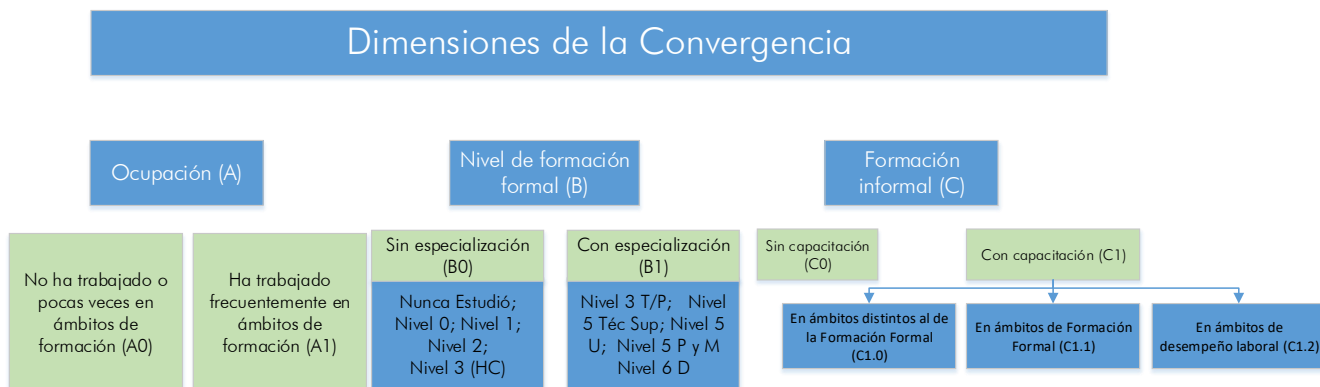 Dimensiones de la Convergencia
Ocupación (A)
Nivel de formación
formal (B)
Formación
informal (C)
No ha trabajado o
pocas veces en
ámbitos de
formación (A0)
Ha trabajado
frecuentemente en
ámbitos de
formación (A1)
Sin especialización
(B0)
Nunca Estudió;
Nivel 0; Nivel 1;
Nivel 2;
Nivel 3 (HC)
Con especialización
(B1)
Nivel 3 T/P; Nivel
5 Téc Sup; Nivel 5
U; Nivel 5 P y M
Nivel 6 D
Sin capacitación
(C0)
Con capacitación (C1)
En ámbitos distintos al de
la Formación Formal
(C1.0)
En ámbitos de Formación
Formal (C1.1)
En ámbitos de
desempeño laboral (C1.2)